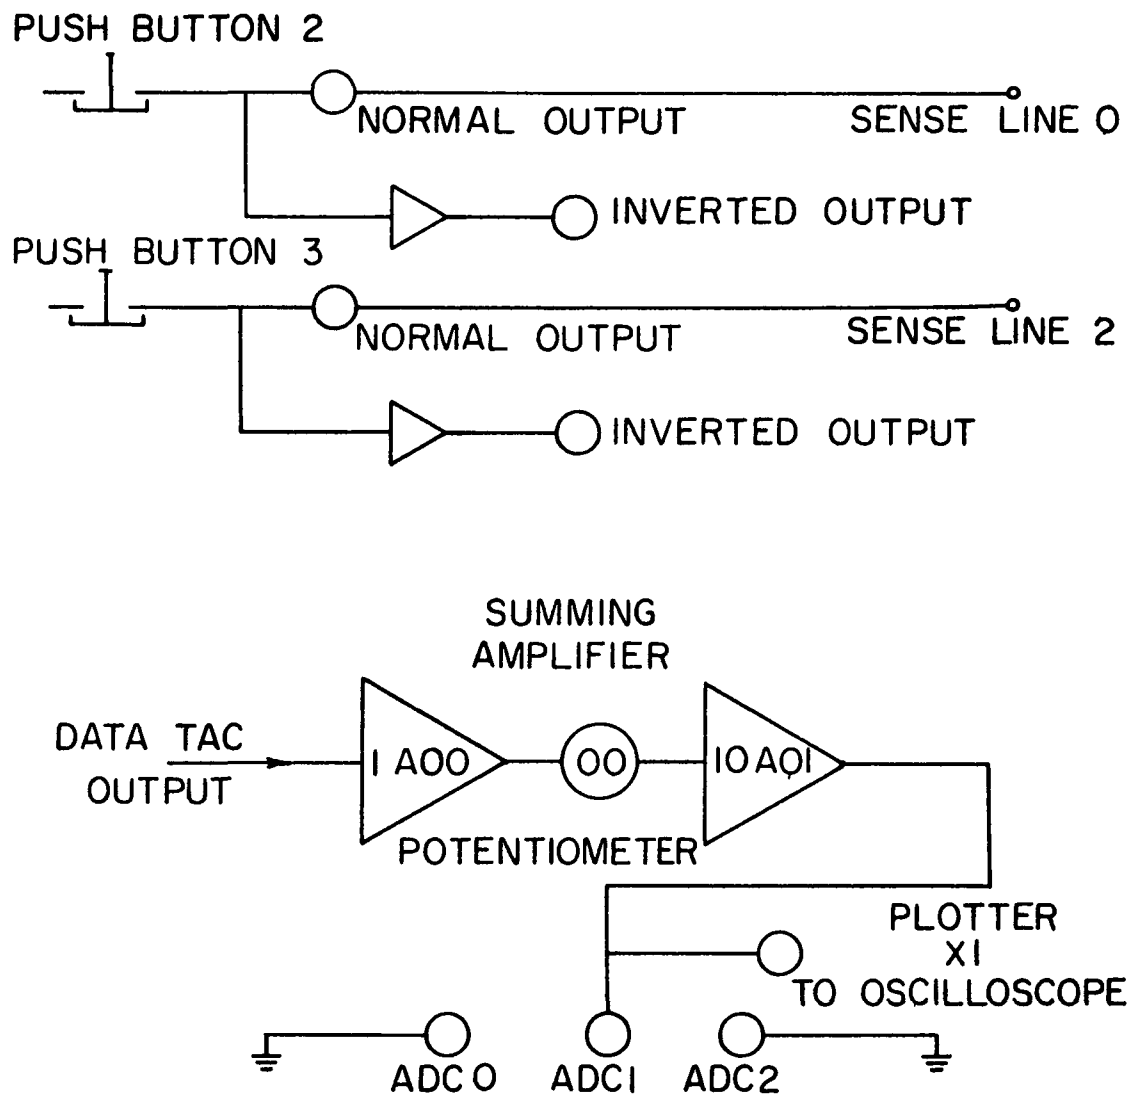 PUSH BUTTON 2
NORMAL OUTPUT
SENSE LINE 0
INVERTED OUTPUT
PUSH BUTTON 3
NORMAL OUTPUT
SENSE LINE 2
INVERTED OUTPUT
SUMMING
AMPLIFIER
DATA TAC
OUTPUT
1 A00
00
10 A01
POTENTIOMETER
PLOTTER
X1
TO OSCILLOSCOPE
ADC0
ADC1
ADC2